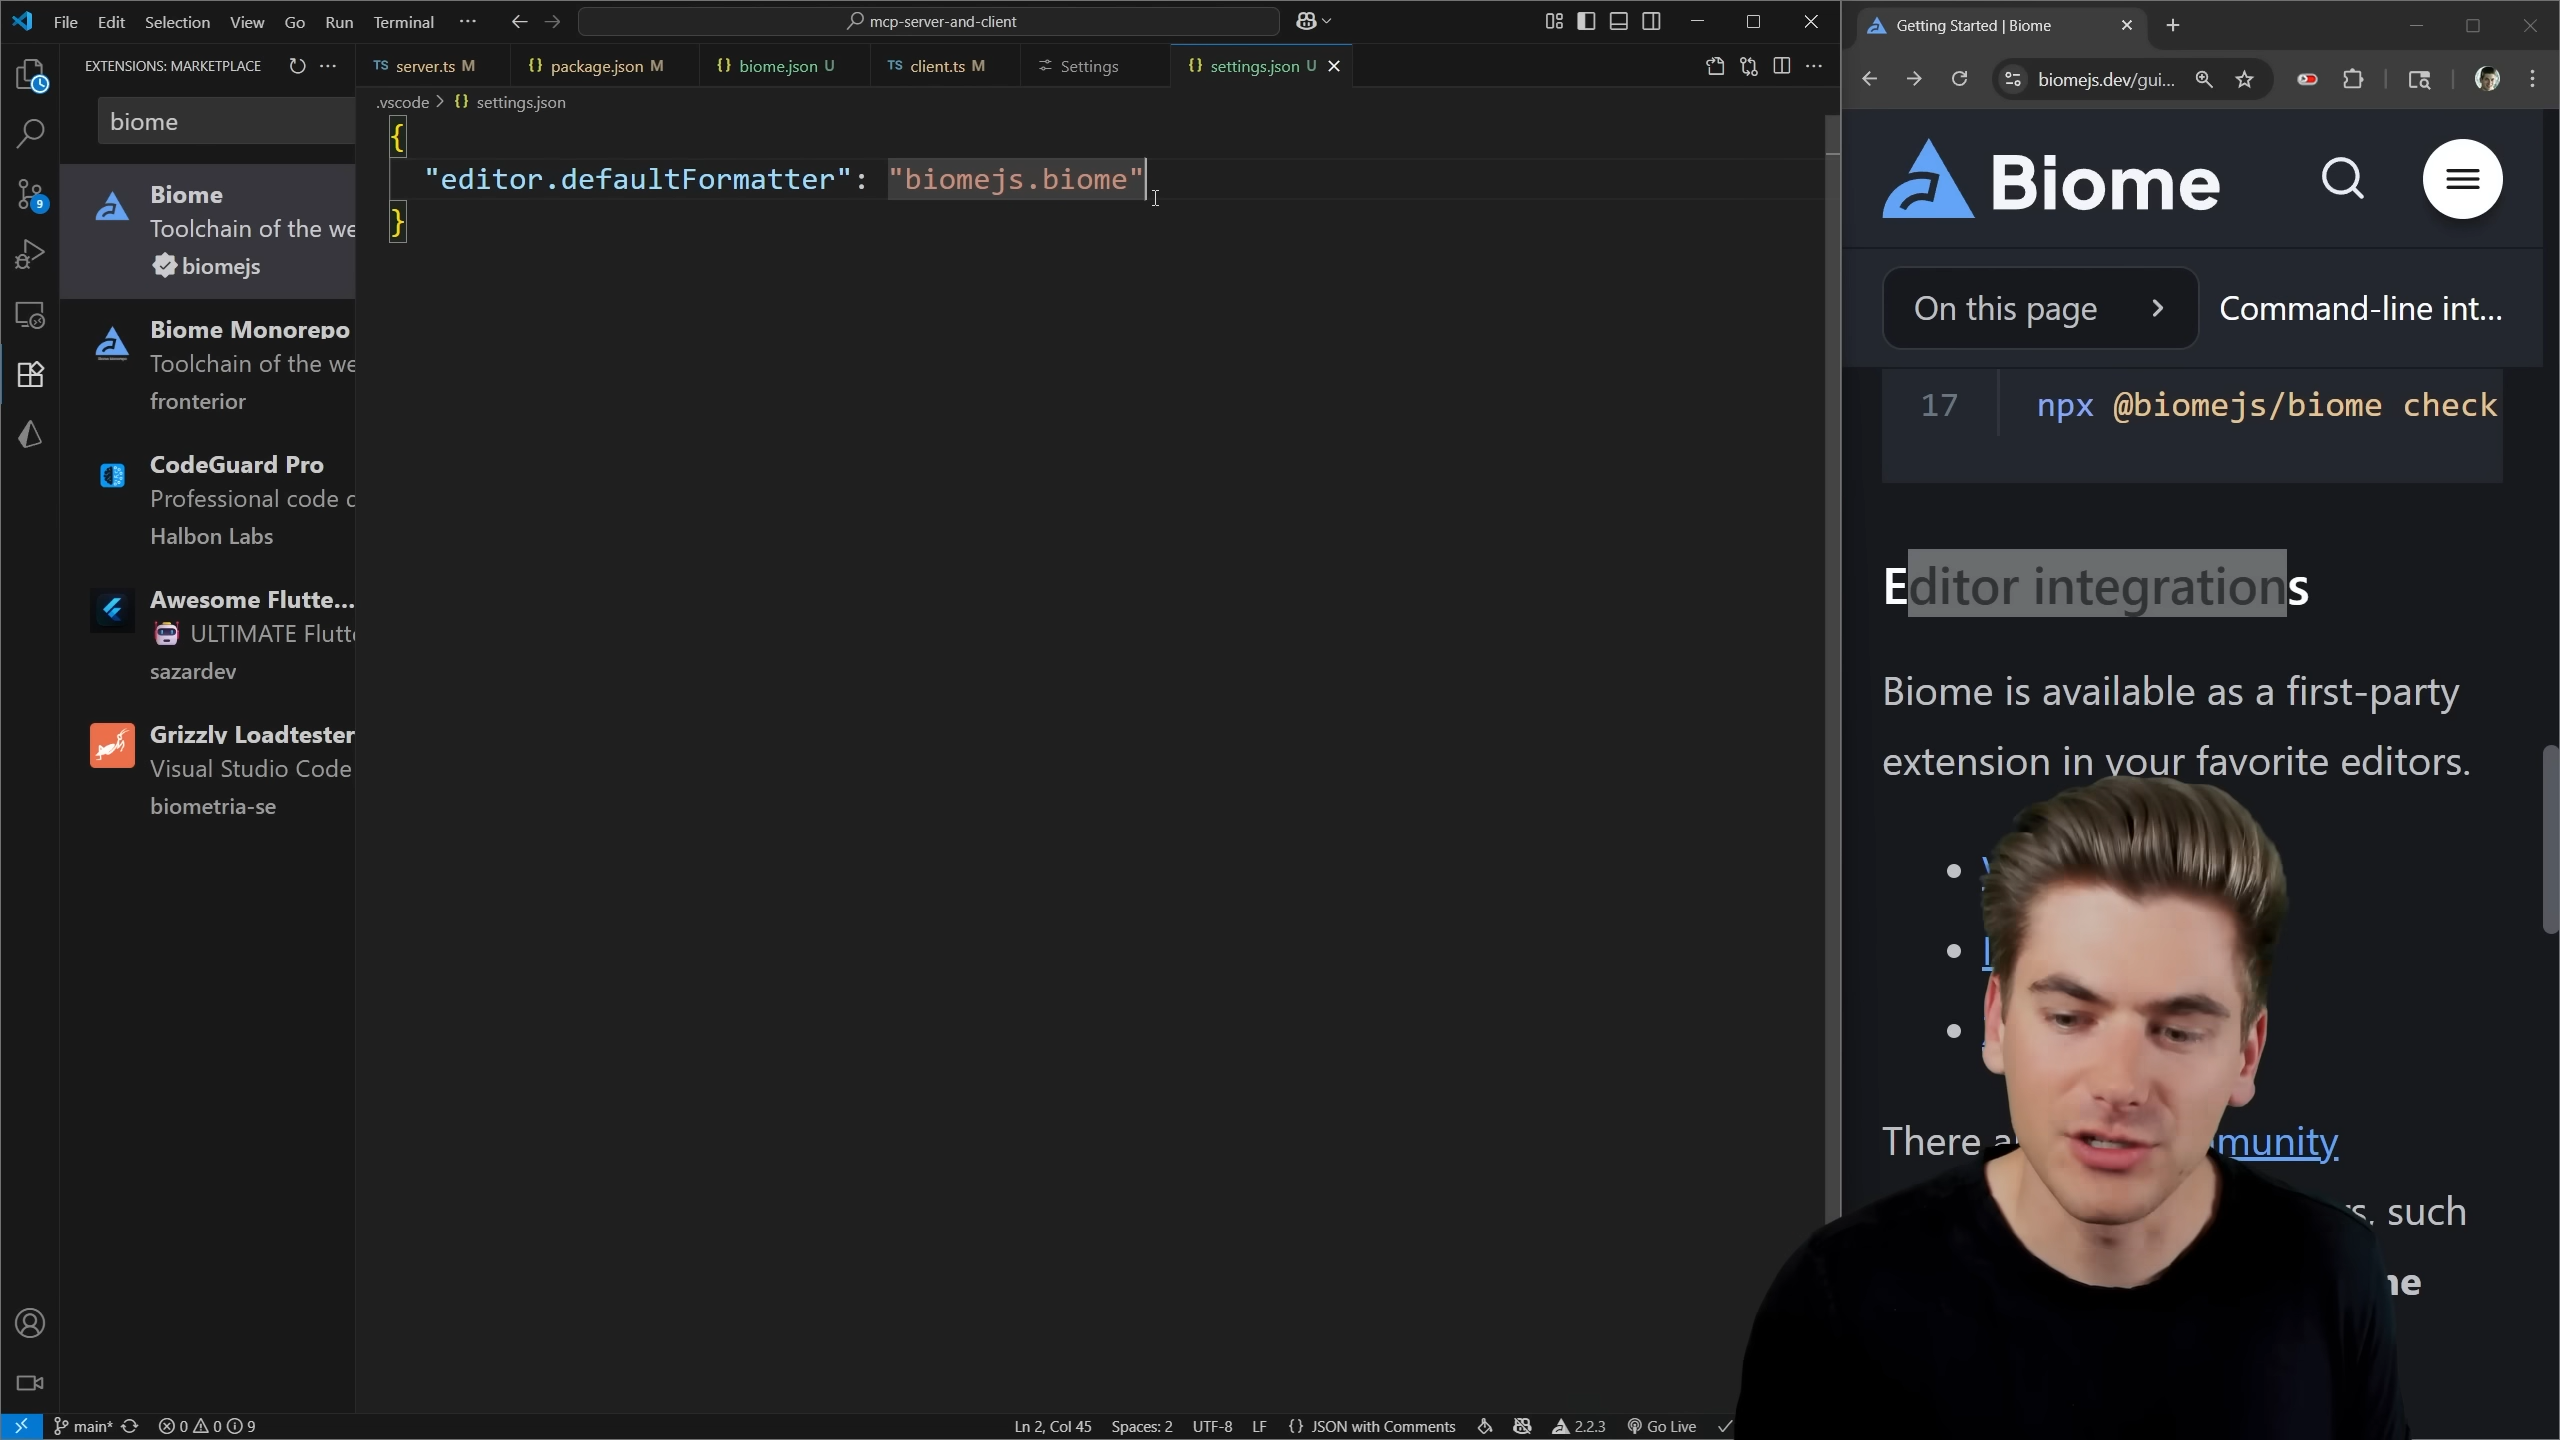 File Edit Selection View Go Run Terminal ··· mcp-server-and-client
EXTENSIONS: MARKETPLACE
biome
Biome
Toolchain of the we
biomejs
Biome Monorepo
Toolchain of the we
fronterior
CodeGuard Pro
Professional code
Halbon Labs
Awesome Flutte...
ULTIMATE Flutt
sazardev
Grizzly Loadtester
Visual Studio Code
biometria-se
9
TS server.ts M {} package.json M {} biome.json U TS client.ts M Settings {} settings.json U
.vscode > {} settings.json
{
"editor.defaultFormatter": "biomejs.biome"
}
main* 0 0 9 Ln 2, Col 45 Spaces: 2 UTF-8 LF {} JSON with Comments 2.2.3 Go Live
Getting Started | Biome
biomejs.dev/gui...
Biome
On this page > Command-line int...
17 npx @biomejs/biome check
Editor integrations
Biome is available as a first-party
extension in your favorite editors.
There
munity
such